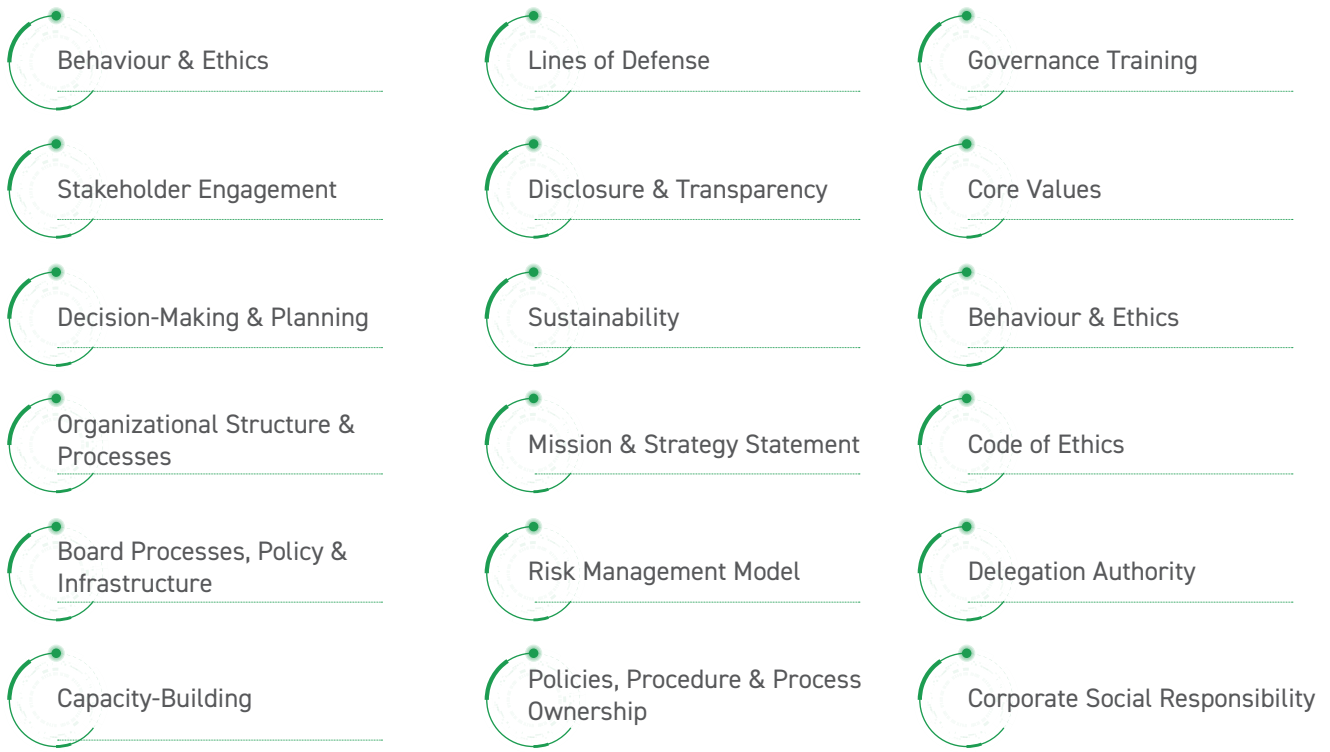 Behaviour & Ethics
Lines of Defense
Governance Training
Stakeholder Engagement
Disclosure & Transparency
Core Values
Decision-Making & Planning
Sustainability
Behaviour & Ethics
Organizational Structure &
Processes
Mission & Strategy Statement
Code of Ethics
Board Processes, Policy &
Infrastructure
Risk Management Model
Delegation Authority
Capacity-Building
Policies, Procedure & Process
Ownership
Corporate Social Responsibility